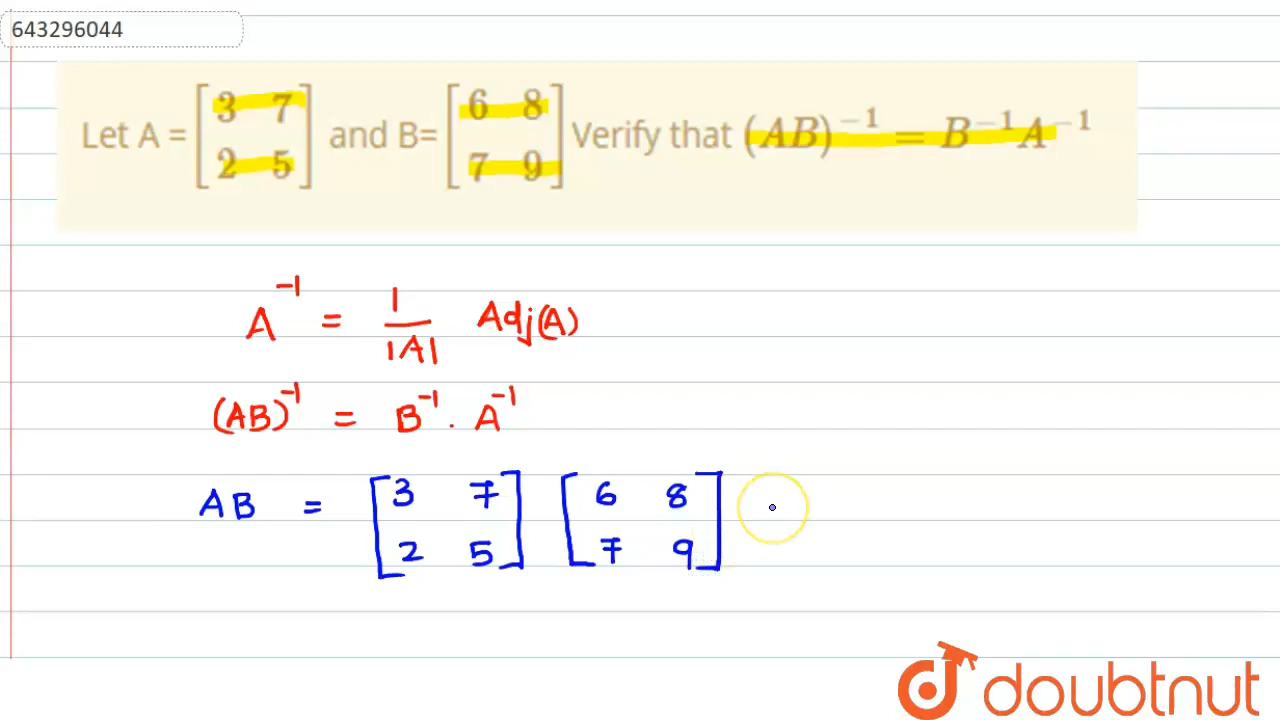 643296044
Let A = [3 7; 2 5] and B= [6 8; 7 9] Verify that (AB)⁻¹ = B⁻¹A⁻¹
A⁻¹ = 1/|A| Adj(A)
(AB)⁻¹ = B⁻¹ . A⁻¹
AB = [3 7; 2 5] [6 8; 7 9]
doubtnut